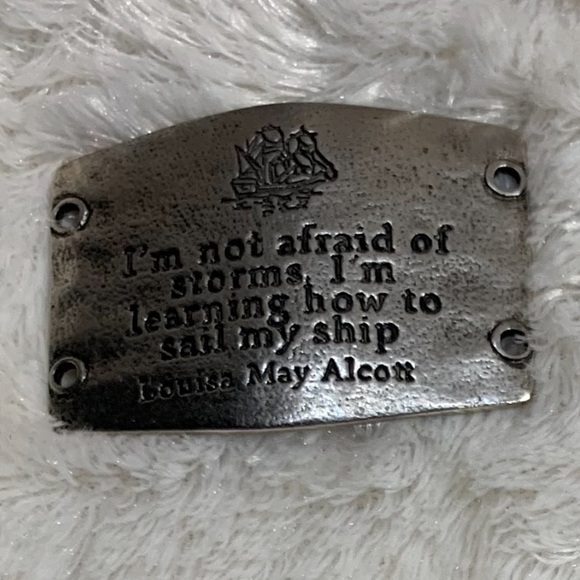 I'm not afraid of
storms, I'm
learning how to
sail my ship
Louisa May Alcott